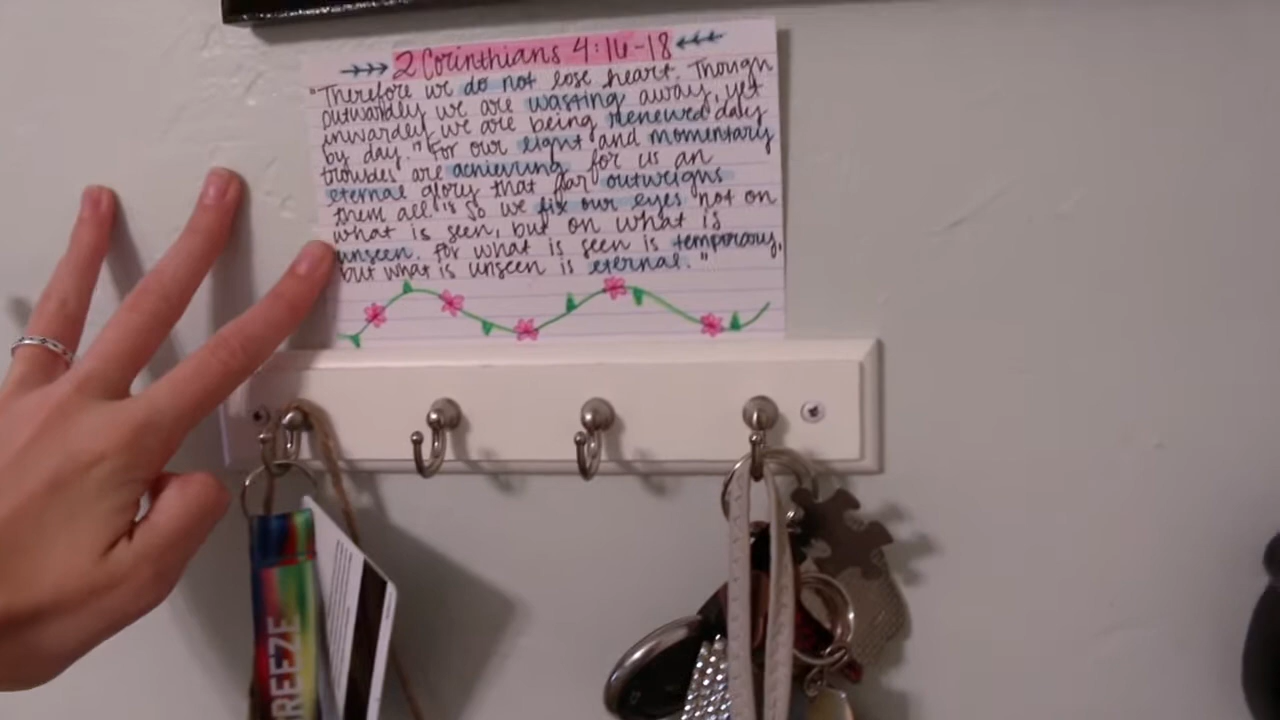 2 Corinthians 4:16-18
"Therefore we do not lose heart. Though
outwardly we are wasting away, yet
inwardly we are being renewed day
by day. 17 For our light and momentary
troubles are achieving for us an
eternal glory that far outweighs
them all. 18 So we fix our eyes not on
what is seen, but on what is
unseen. For what is seen is temporary,
but what is unseen is eternal."
REEZE